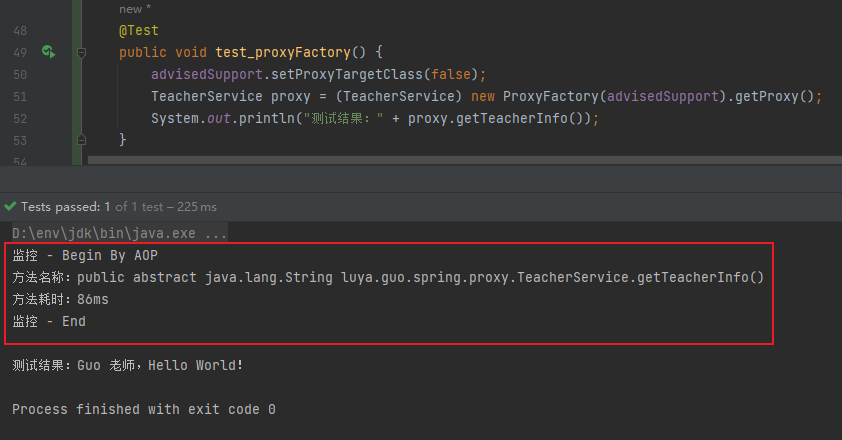 new *
48 @Test
49 public void test_proxyFactory() {
50 advisedSupport.setProxyTargetClass(false);
51 TeacherService proxy = (TeacherService) new ProxyFactory(advisedSupport).getProxy();
52 System.out.println("测试结果：" + proxy.getTeacherInfo());
53 }
54
Tests passed: 1 of 1 test – 225 ms
D:\env\jdk\bin\java.exe ...
监控 - Begin By AOP
方法名称：public abstract java.lang.String luya.guo.spring.proxy.TeacherService.getTeacherInfo()
方法耗时：86ms
监控 - End
测试结果：Guo 老师，Hello World!
Process finished with exit code 0